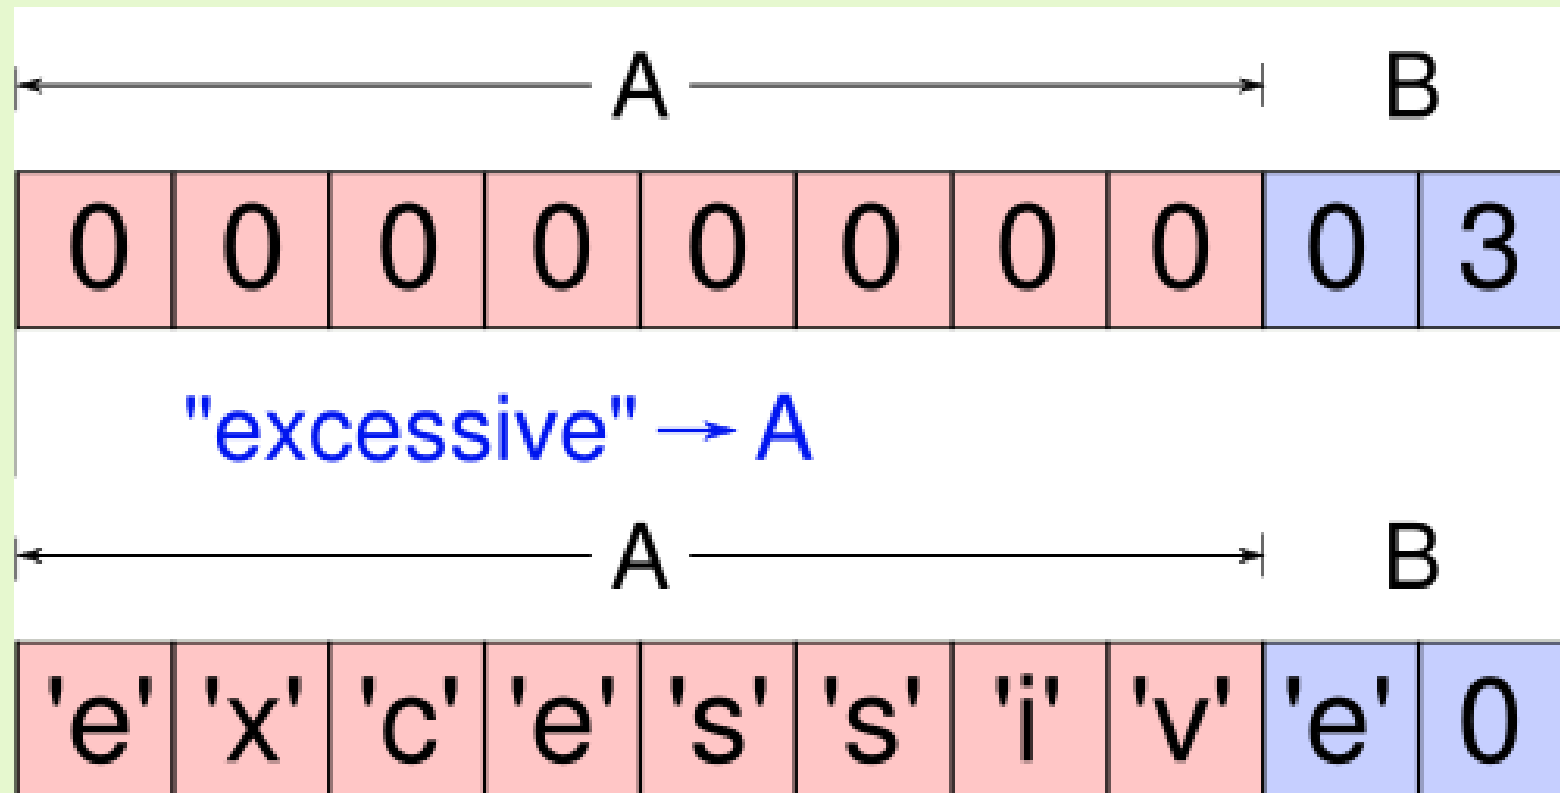 A B
0 0 0 0 0 0 0 0 0 3
"excessive" → A
A B
'e' 'x' 'c' 'e' 's' 's' 'i' 'v' 'e' 0